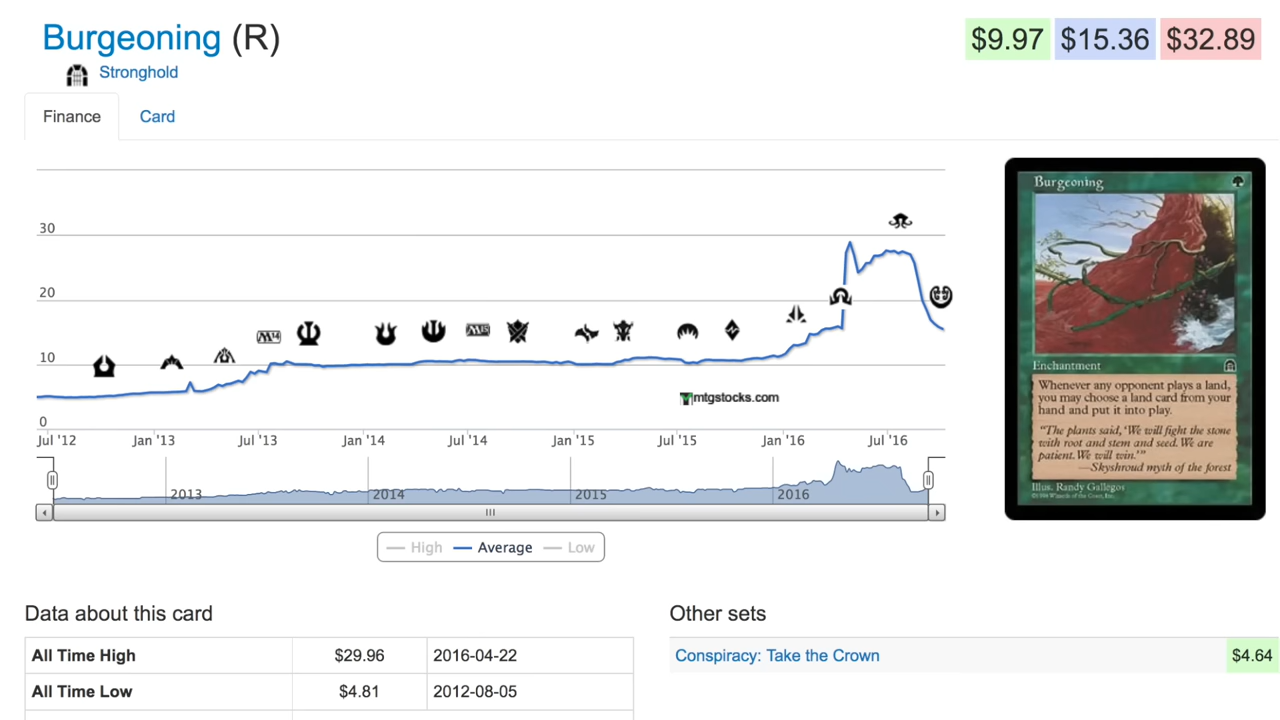 Burgeoning (R)
$9.97 $15.36 $32.89
Stronghold
Finance Card
30
20
10
0
M14
M15
mtgstocks.com
Jul '12 Jan '13 Jul '13 Jan '14 Jul '14 Jan '15 Jul '15 Jan '16 Jul '16
2013 2014 2015 2016
High Average Low
Burgeoning
Enchantment
Whenever any opponent plays a land,
you may choose a land card from your
hand and put it into play.
"The plants said, 'We will fight the stone
with root and stem and seed. We are
patient. We will win.'"
—Skyshroud myth of the forest
Illus. Randy Gallegos
Data about this card
All Time High $29.96 2016-04-22
All Time Low $4.81 2012-08-05
Other sets
Conspiracy: Take the Crown $4.64